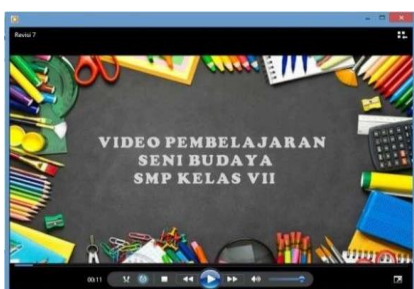 Revisi 7
VIDEO PEMBELAJARAN
SENI BUDAYA
SMP KELAS VII
00:11